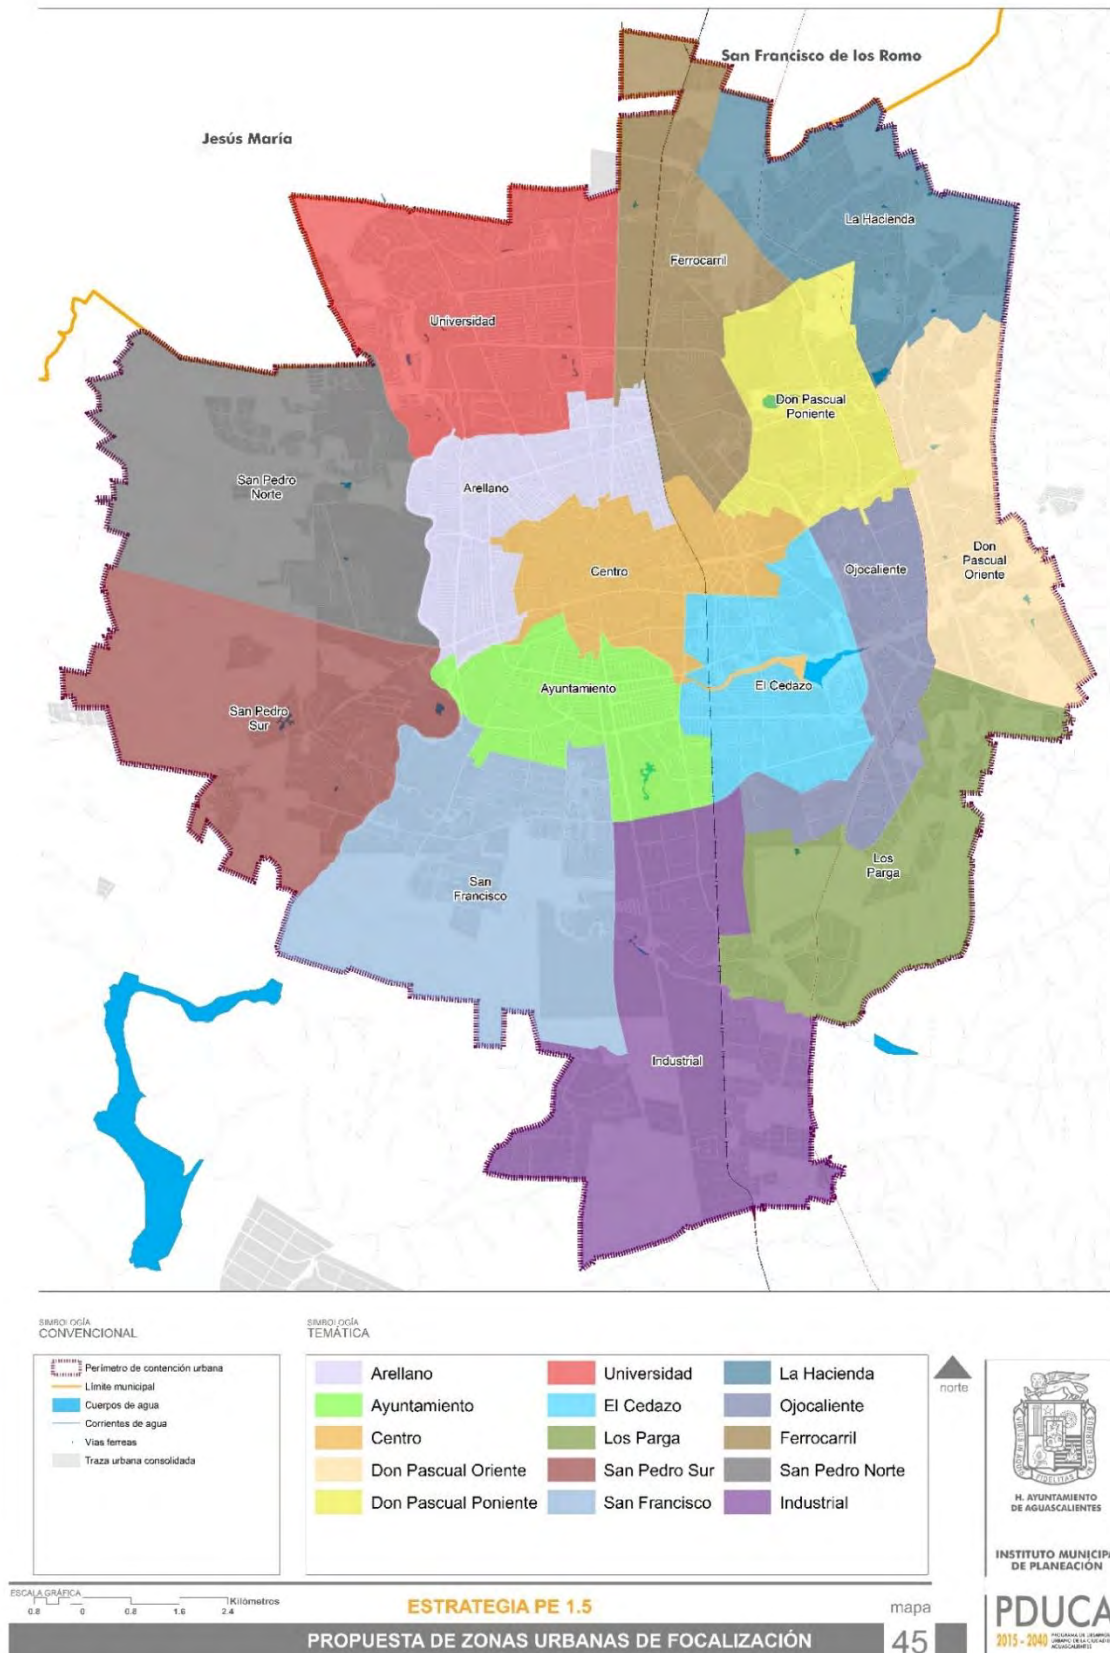 San Francisco de los Romo
Jesús María
La Hacienda
Ferrocarril
Universidad
Don Pascual
Poniente
San Pedro
Norte
Arellano
Don
Pascual
Oriente
Centro
Ojocaliente
Ayuntamiento
El Cedazo
San Pedro
Sur
Los
Parga
San
Francisco
Industrial
SIMBOLOGÍA
CONVENCIONAL
Perímetro de contención urbana
Límite municipal
Cuerpos de agua
Corrientes de agua
Vías ferreas
Traza urbana consolidada
SIMBOLOGÍA
TEMÁTICA
Arellano
Ayuntamiento
Centro
Don Pascual Oriente
Don Pascual Poniente
Universidad
El Cedazo
Los Parga
San Pedro Sur
San Francisco
La Hacienda
Ojocaliente
Ferrocarril
San Pedro Norte
Industrial
norte
H. AYUNTAMIENTO
DE AGUASCALIENTES
INSTITUTO MUNICIPA
DE PLANEACIÓN
ESCALA GRÁFICA
Kilómetros
0.8 0 0.8 1.6 2.4
ESTRATEGIA PE 1.5
PROPUESTA DE ZONAS URBANAS DE FOCALIZACIÓN
mapa
45
PDUCA
2015 - 2040